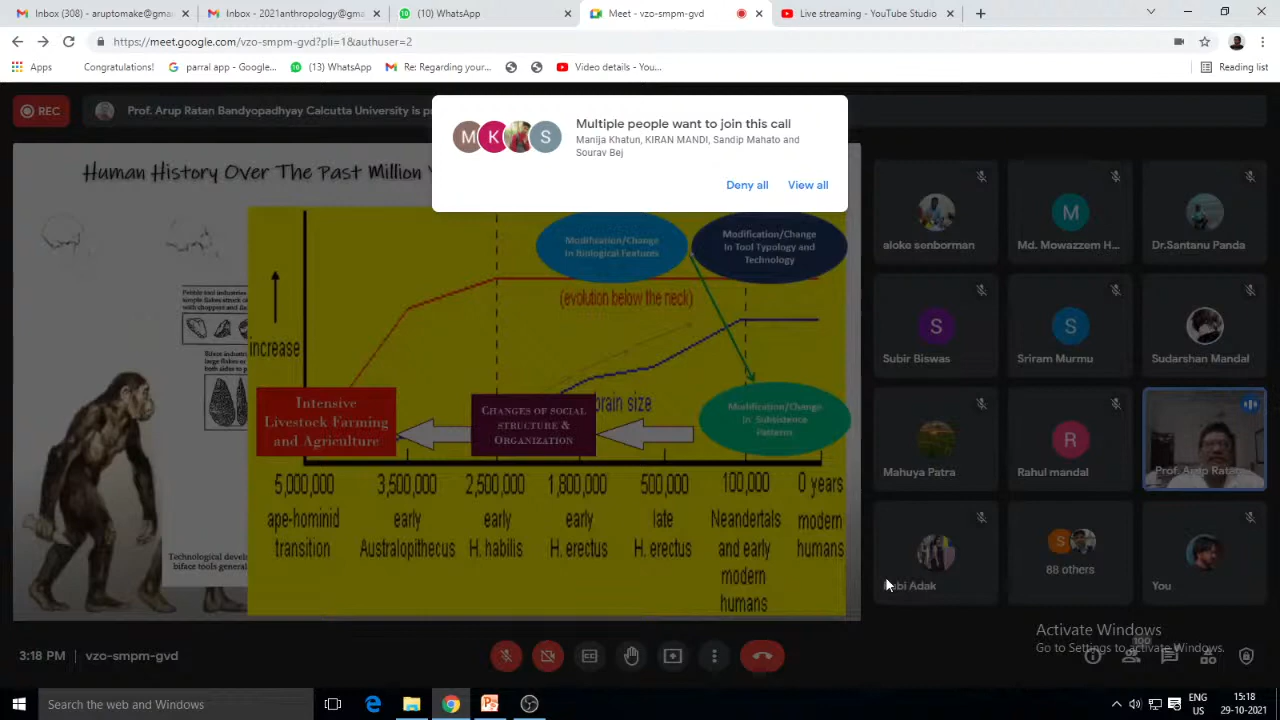 (3,393) - sruptomake@gmail
Inbox - 2021anthropoly@gm
(10) WhatsApp
Meet - vzo-smpm-gvd
Live streaming - YouTube Studio
https://meet.google.com/vzo-smpm-gvd?pli=1&authuser=2
Apps
Congratulations!
parral app - Google...
(13) WhatsApp
Re: Regarding your...
Video details - You...
Reading list
REC
Prof. Arup Ratan Bandyopadhyay Calcutta University is p
Multiple people want to join this call
Manija Khatun, KIRAN MANDI, Sandip Mahato and
Sourav Bej
Deny all
View all
M
K
S
Human History Over The Past Million Y
Modification/Change
In Biological Features
Modification/Change
In Tool Typology and
Technology
(evolution below the neck)
increase
brain size
Intensive
Livestock Farming
and Agriculture
Changes of social
structure &
Organization
Modification/Change
In Subsistence
Patterns
5,000,000
ape-hominid
transition
3,500,000
early
Australopithecus
2,500,000
early
H. habilis
1,800,000
early
H. erectus
500,000
late
H. erectus
100,000
Neandertals
and early
modern
humans
0 years
modern
humans
Technological devel
biface tools general
aloke senborman
M
Md. Mowazzem H...
Dr.Santanu Panda
S
Subir Biswas
S
Sriram Murmu
Sudarshan Mandal
Mahuya Patra
R
Rahul mandal
Prof. Arup Rata
Adak
S
88 others
You
3:18 PM | vzo-smpm-gvd
100
Activate Windows
Go to Settings to activate Windows.
Search the web and Windows
ENG
US
15:18
29-10-2021